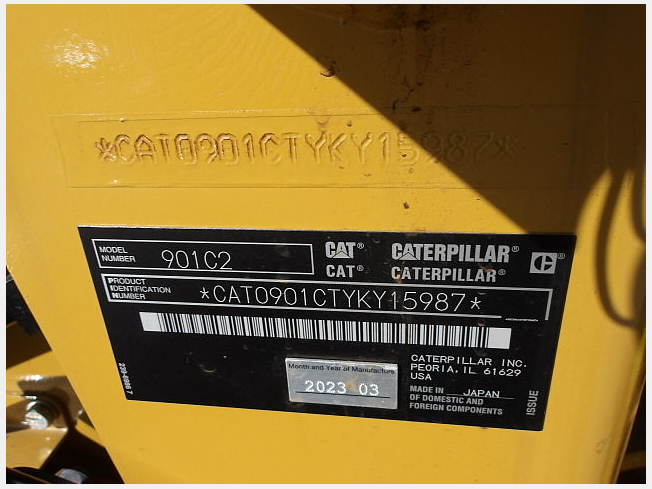 *CAT0901CTYKY15987*
MODEL NUMBER 901C2
CAT® CATERPILLAR®
CAT® CATERPILLAR®
C
PRODUCT IDENTIFICATION NUMBER *CAT0901CTYKY15987*
Month and Year of Manufacture
2023 03
CATERPILLAR INC.
PEORIA, IL 61629
USA
MADE IN JAPAN
OF DOMESTIC AND
FOREIGN COMPONENTS
ISSUE